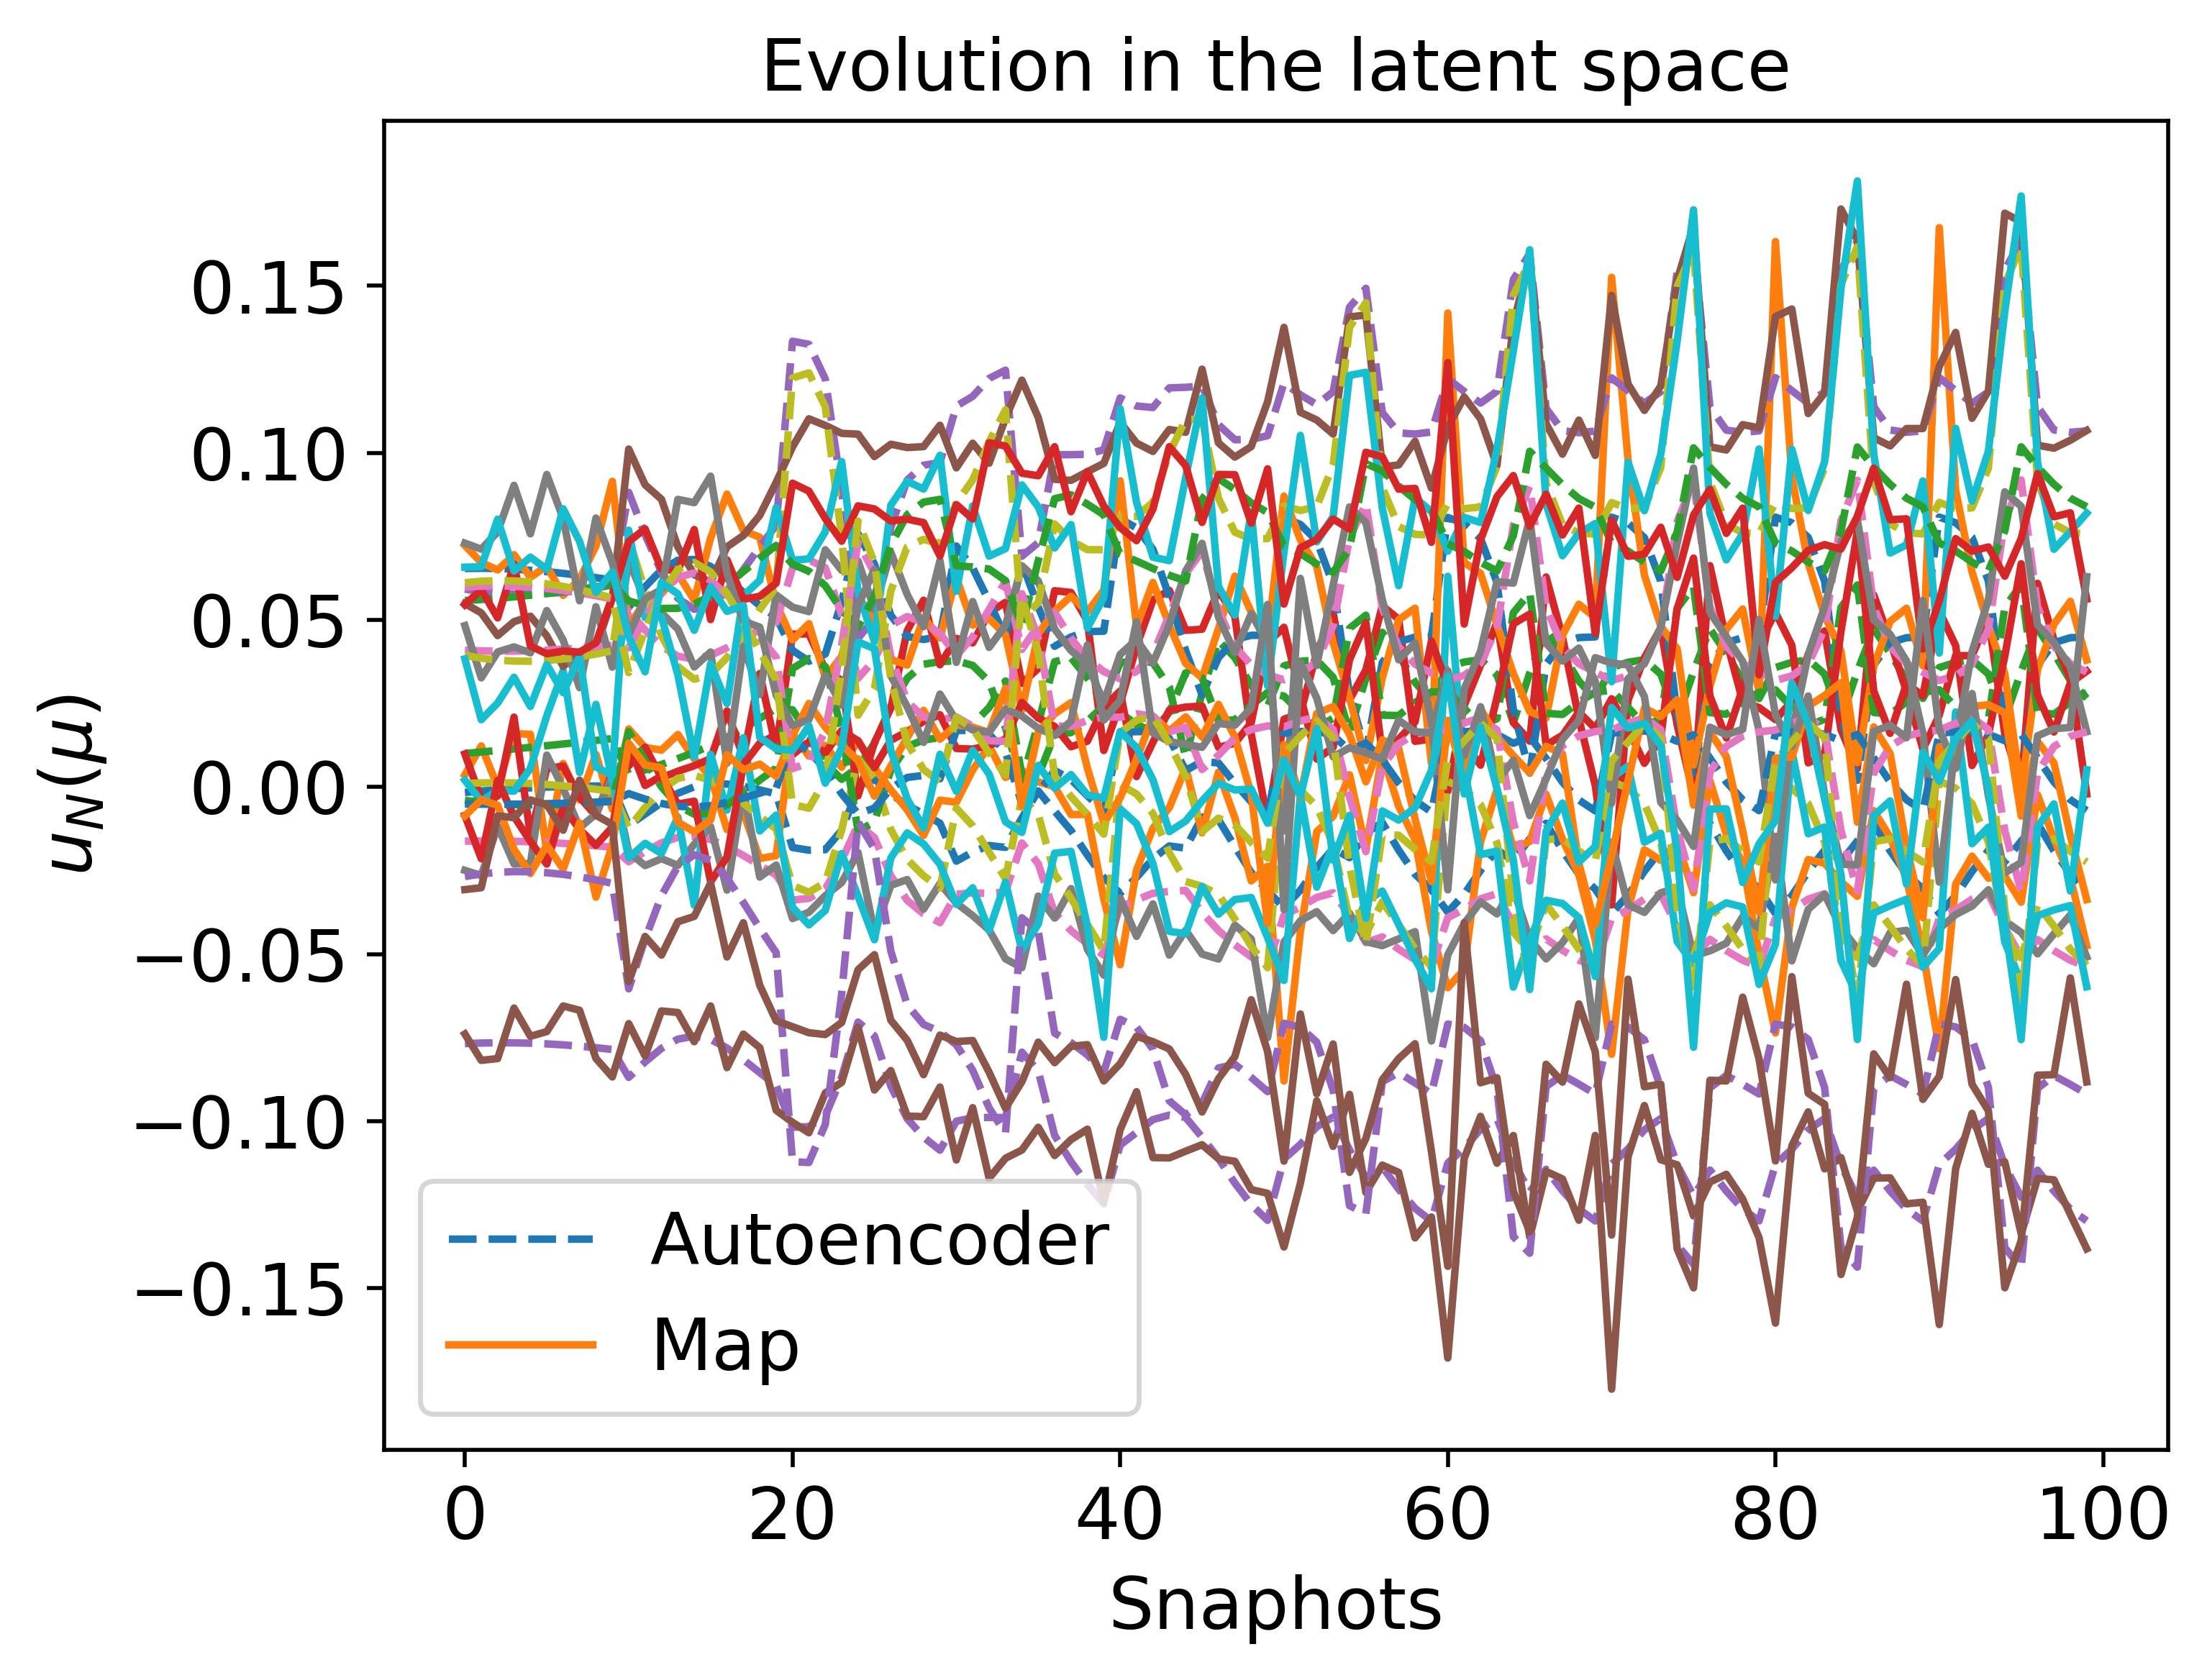 Evolution in the latent space
u_N(μ)
0.15
0.10
0.05
0.00
−0.05
−0.10
−0.15
Autoencoder
Map
0 20 40 60 80 100
Snaphots